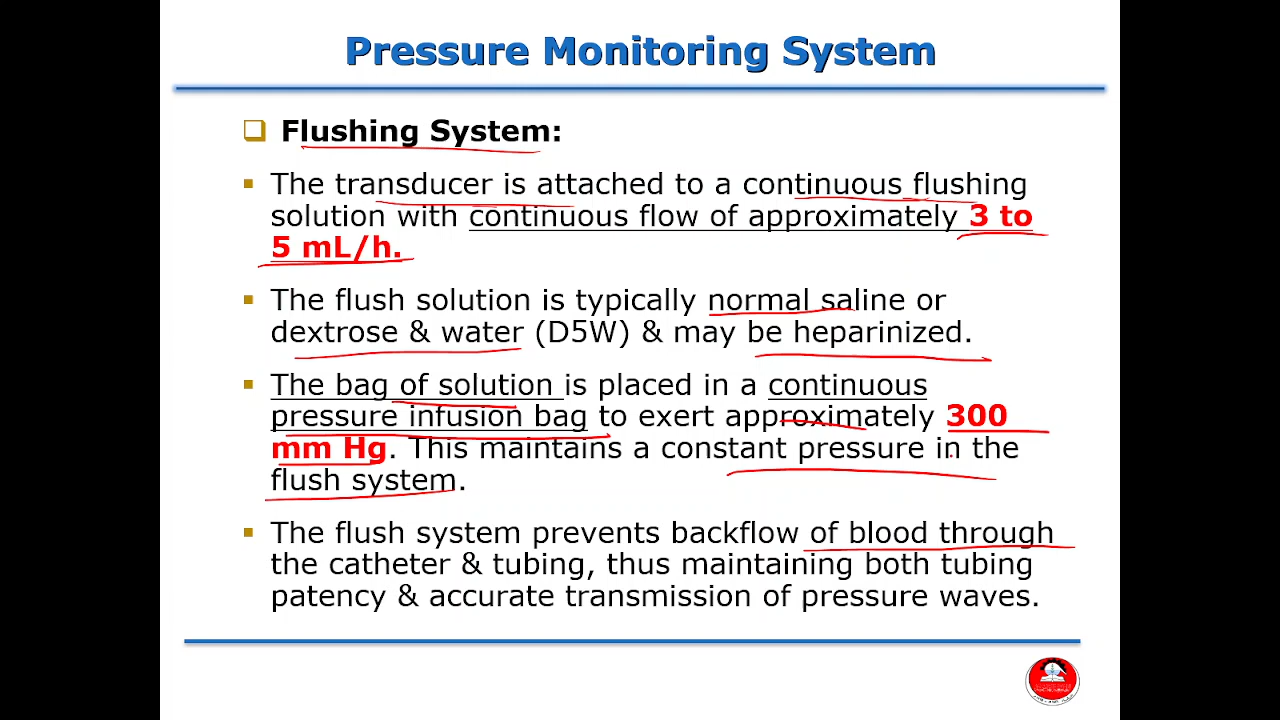 Pressure Monitoring System
Flushing System:
The transducer is attached to a continuous flushing
solution with continuous flow of approximately 3 to
5 mL/h.
The flush solution is typically normal saline or
dextrose & water (D5W) & may be heparinized.
The bag of solution is placed in a continuous
pressure infusion bag to exert approximately 300
mm Hg. This maintains a constant pressure in the
flush system.
The flush system prevents backflow of blood through
the catheter & tubing, thus maintaining both tubing
patency & accurate transmission of pressure waves.